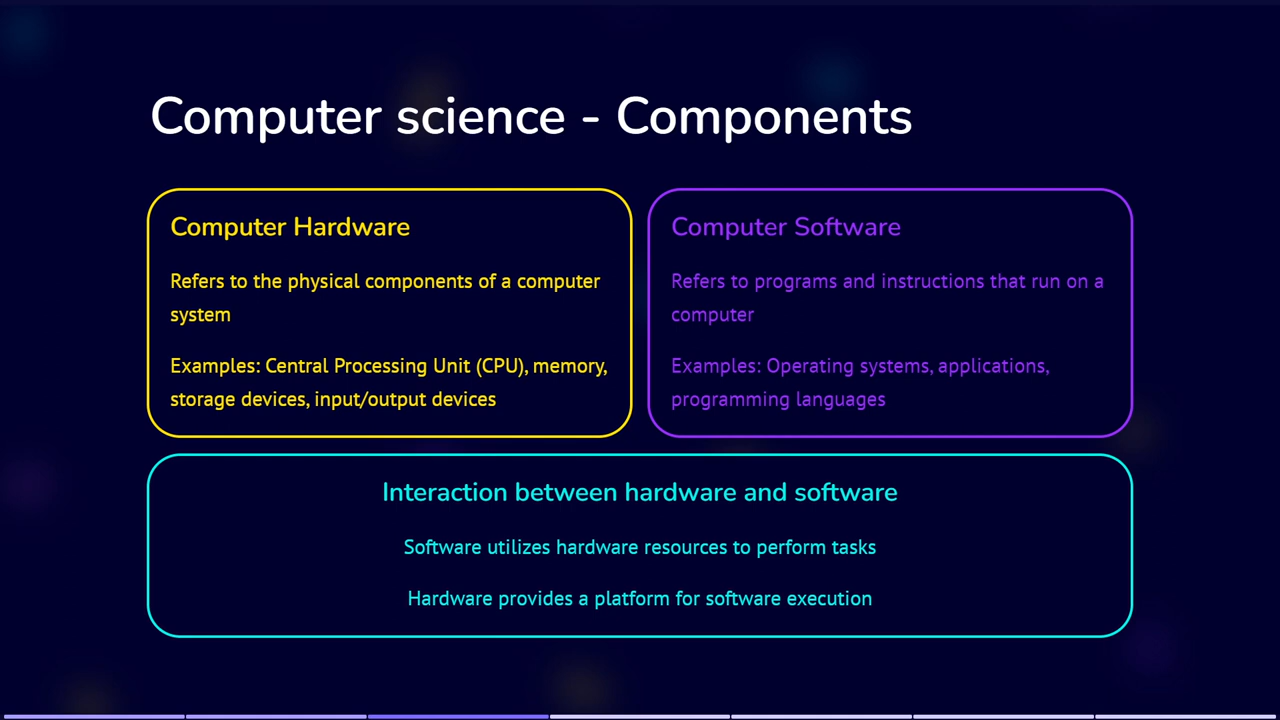 Computer science - Components
Computer Hardware
Refers to the physical components of a computer
system
Examples: Central Processing Unit (CPU), memory,
storage devices, input/output devices
Computer Software
Refers to programs and instructions that run on a
computer
Examples: Operating systems, applications,
programming languages
Interaction between hardware and software
Software utilizes hardware resources to perform tasks
Hardware provides a platform for software execution